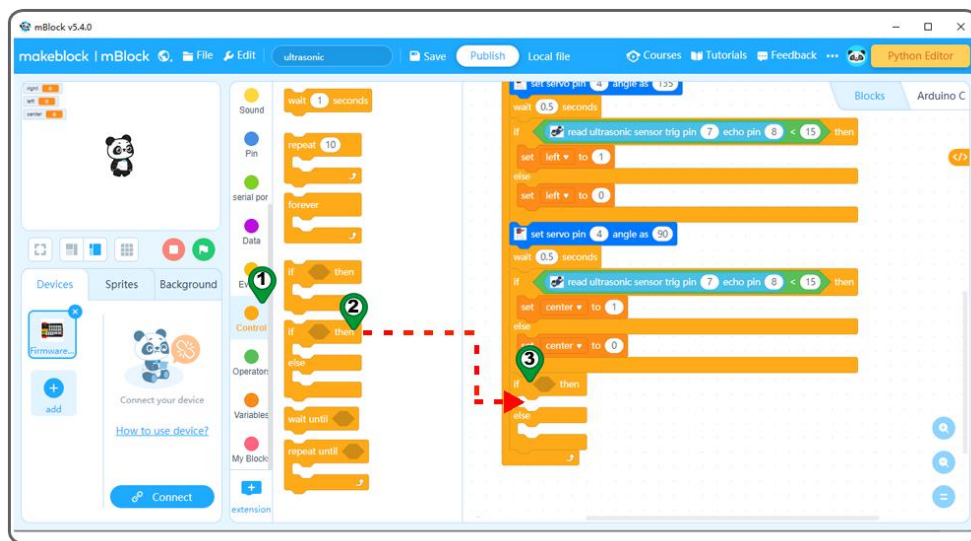 mBlock v5.4.0
makeblock | mBlock File Edit ultrasonic Save Publish Local file Courses Tutorials Feedback ... Python Editor
right 0
left 0
center 0
Devices Sprites Background
Firmware...
add
Connect your device
How to use device?
Connect
Sound
Pin
serial por
Data
Control
Operators
Variables
My Blocks
extension
wait 1 seconds
repeat 10
forever
if then
if then
else
wait until
repeat until
1
2
3
Blocks Arduino C
set servo pin 4 angle as 135
wait 0.5 seconds
if read ultrasonic sensor trig pin 7 echo pin 8 < 15 then
set left to 1
else
set left to 0
set servo pin 4 angle as 90
wait 0.5 seconds
if read ultrasonic sensor trig pin 7 echo pin 8 < 15 then
set center to 1
else
set center to 0
if then
else